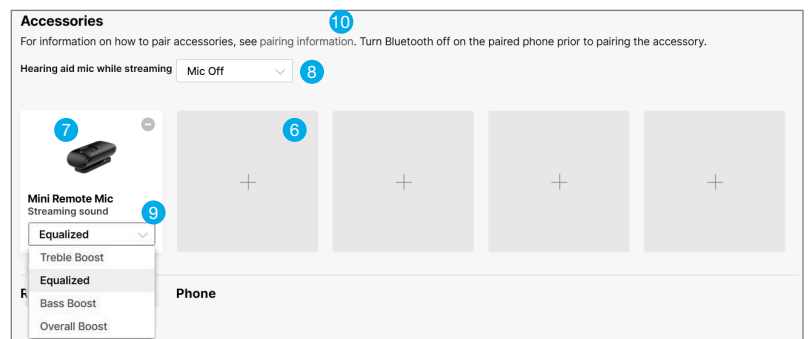 Accessories
10
For information on how to pair accessories, see pairing information. Turn Bluetooth off on the paired phone prior to pairing the accessory.
Hearing aid mic while streaming
Mic Off
8
7
6
Mini Remote Mic
Streaming sound
9
Equalized
Treble Boost
Equalized
Bass Boost
Overall Boost
Phone